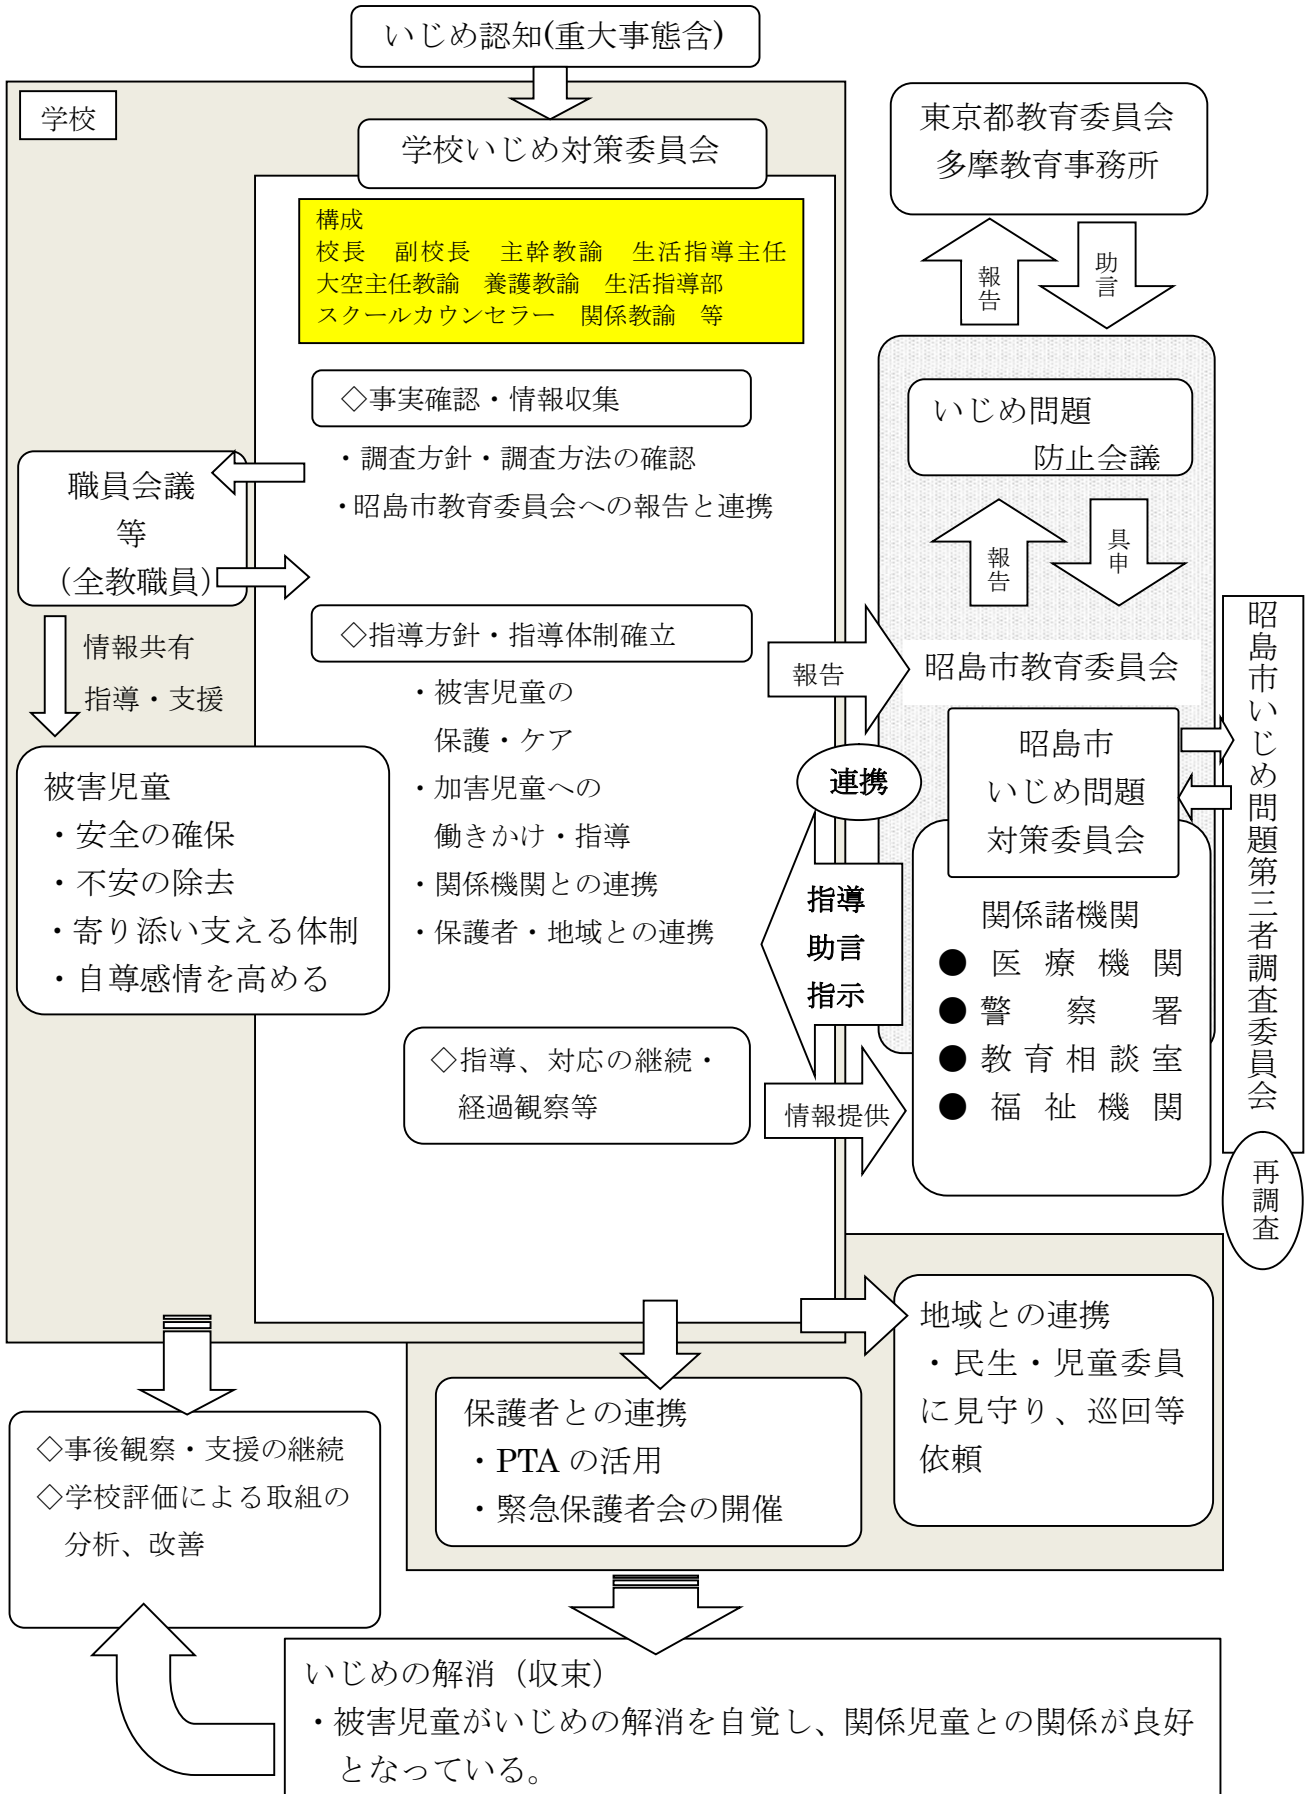 いじめ認知(重大事態含)
学校
学校いじめ対策委員会
構成
校長　副校長　主幹教諭　生活指導主任
大空主任教諭　養護教諭　生活指導部
スクールカウンセラー　関係教諭　等
◇事実確認・情報収集
・調査方針・調査方法の確認
・昭島市教育委員会への報告と連携
職員会議
等
（全教職員）
情報共有
指導・支援
◇指導方針・指導体制確立
・被害児童の
保護・ケア
・加害児童への
働きかけ・指導
・関係機関との連携
・保護者・地域との連携
被害児童
・安全の確保
・不安の除去
・寄り添い支える体制
・自尊感情を高める
◇指導、対応の継続・
経過観察等
東京都教育委員会
多摩教育事務所
報告
助言
いじめ問題
防止会議
報告
具申
報告
昭島市教育委員会
昭島市
いじめ問題
対策委員会
連携
指導
助言
指示
関係諸機関
●医療機関
●警察署
●教育相談室
●福祉機関
情報提供
昭島市いじめ問題第三者調査委員会
再調査
地域との連携
・民生・児童委員
に見守り、巡回等
依頼
保護者との連携
・PTA の活用
・緊急保護者会の開催
◇事後観察・支援の継続
◇学校評価による取組の
分析、改善
いじめの解消（収束）
・被害児童がいじめの解消を自覚し、関係児童との関係が良好
となっている。